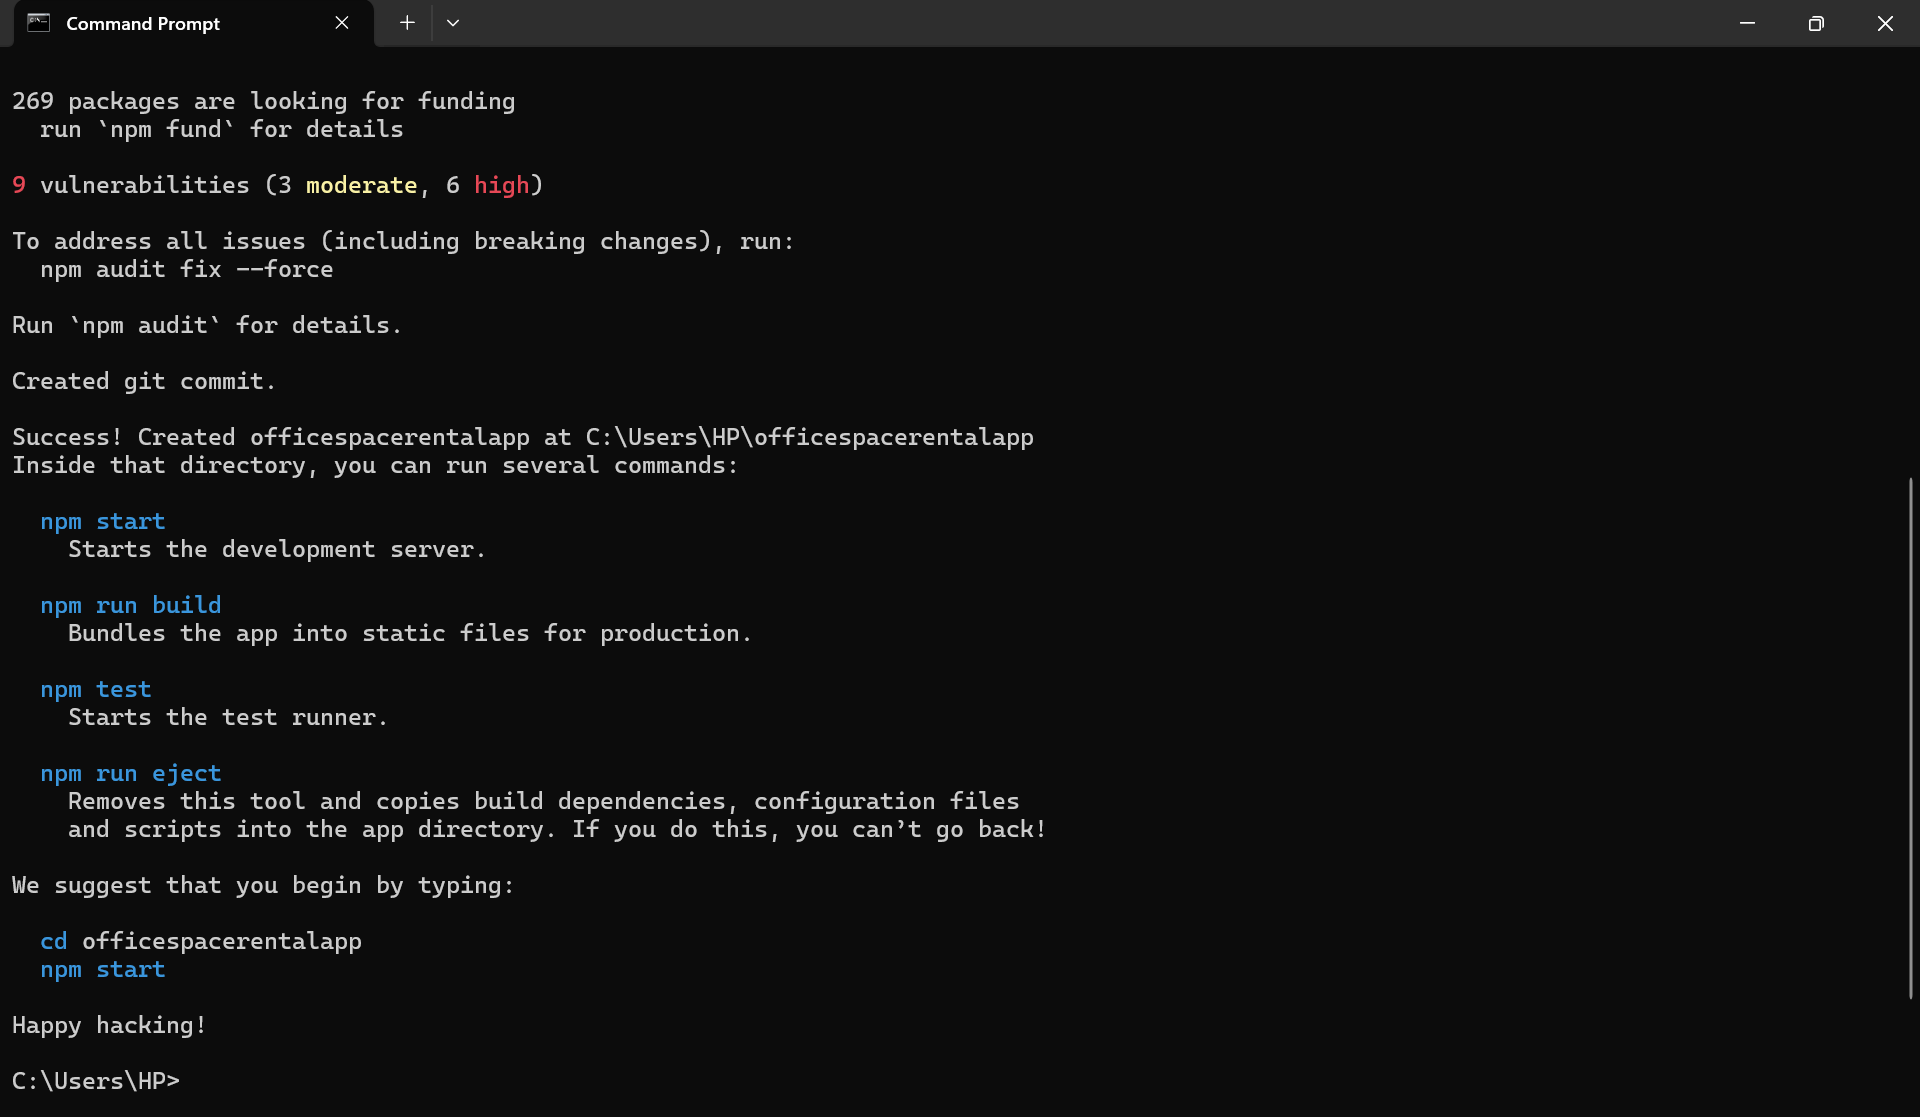 Command Prompt
269 packages are looking for funding
run `npm fund` for details
9 vulnerabilities (3 moderate, 6 high)
To address all issues (including breaking changes), run:
npm audit fix --force
Run `npm audit` for details.
Created git commit.
Success! Created officespacerentalapp at C:\Users\HP\officespacerentalapp
Inside that directory, you can run several commands:
npm start
Starts the development server.
npm run build
Bundles the app into static files for production.
npm test
Starts the test runner.
npm run eject
Removes this tool and copies build dependencies, configuration files
and scripts into the app directory. If you do this, you can’t go back!
We suggest that you begin by typing:
cd officespacerentalapp
npm start
Happy hacking!
C:\Users\HP>